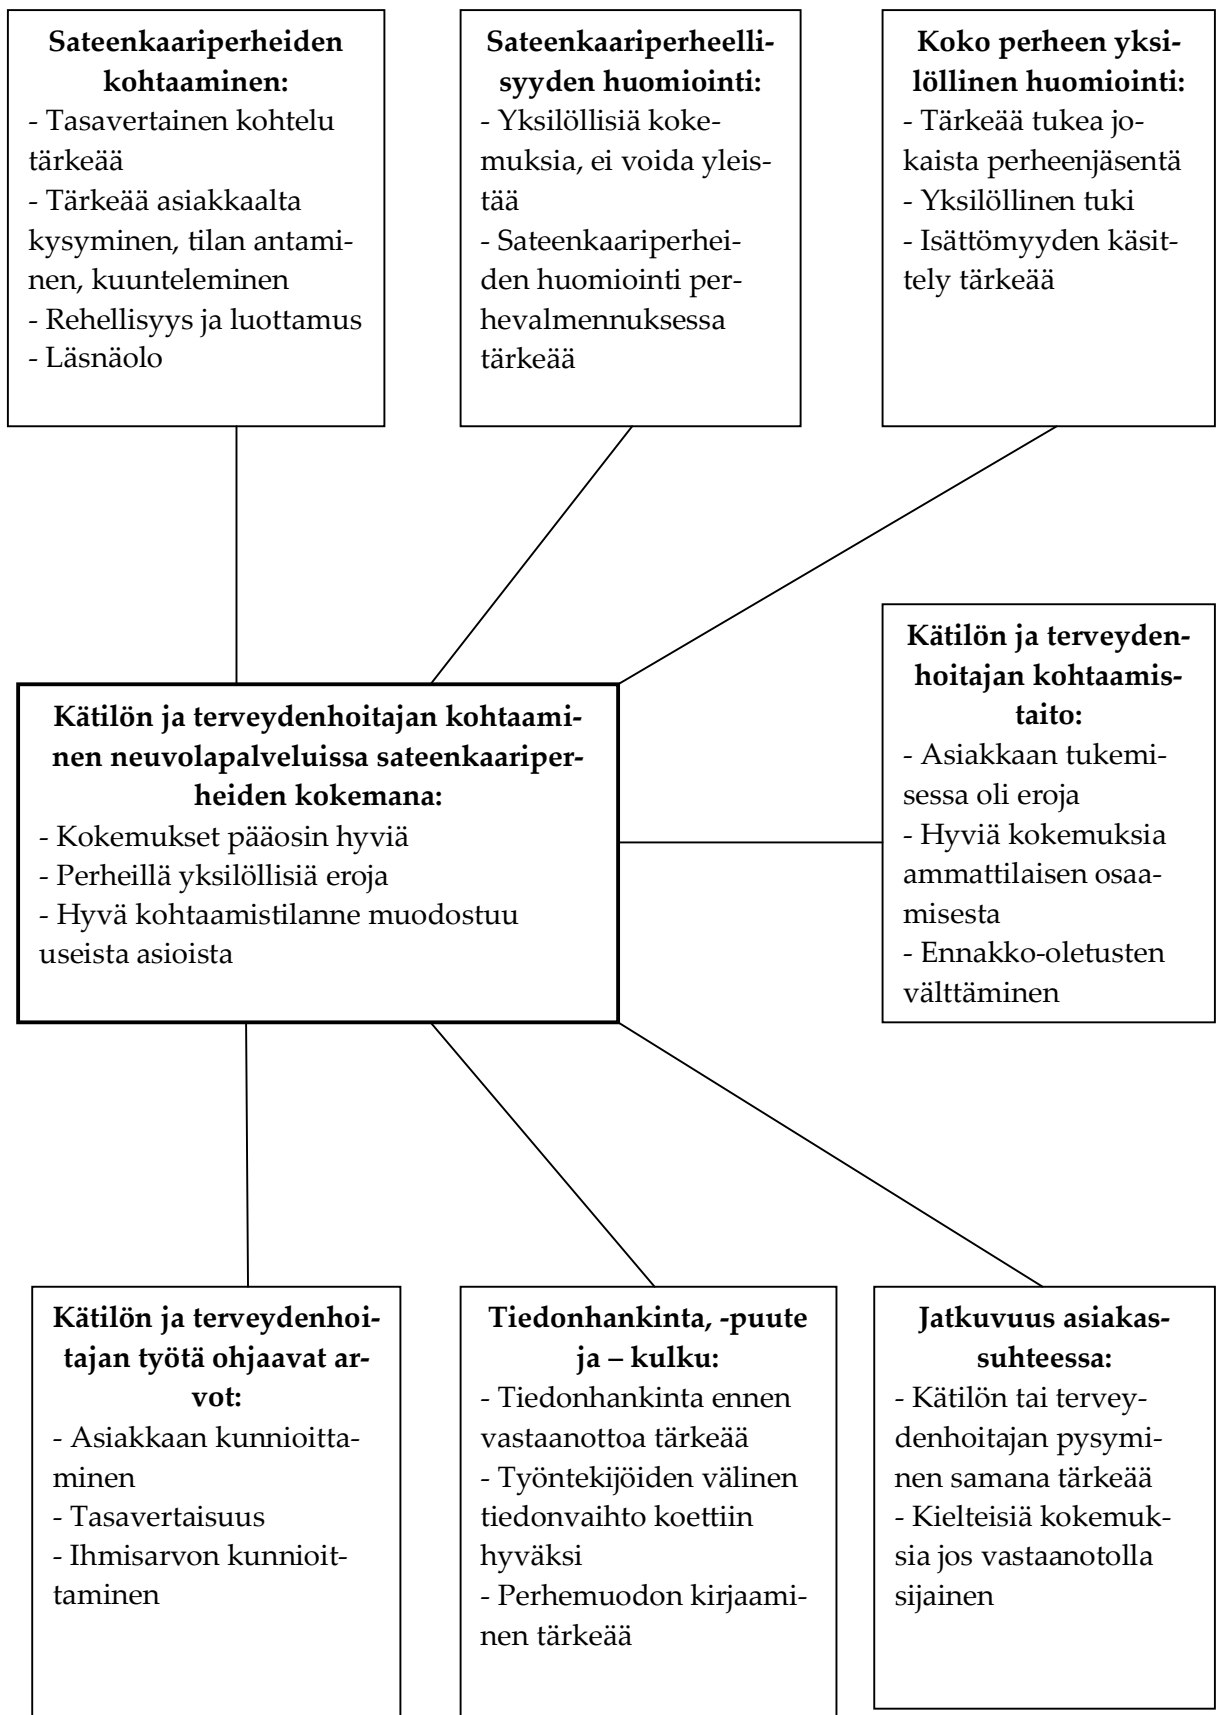 Sateenkaariperheiden
kohtaaminen:
- Tasavertainen kohtelu
tärkeää
- Tärkeää asiakkaalta
kysyminen, tilan antami-
nen, kuunteleminen
- Rehellisyys ja luottamus
- Läsnäolo
Sateenkaariperheelli-
syyden huomiointi:
- Yksilöllisiä koke-
muksia, ei voida yleis-
tää
- Sateenkaariperhei-
den huomiointi per-
hevalmennuksessa
tärkeää
Koko perheen yksi-
löllinen huomiointi:
- Tärkeää tukea jo-
kaista perheenjäsentä
- Yksilöllinen tuki
- Isättömyyden käsit-
tely tärkeää
Kätilön ja terveyden-
hoitajan kohtaamis-
taito:
- Asiakkaan tukemi-
sessa oli eroja
- Hyviä kokemuksia
ammattilaisen osaa-
misesta
- Ennakko-oletusten
välttäminen
Kätilön ja terveydenhoitajan kohtaami-
nen neuvolapalveluissa sateenkaariper-
heiden kokemana:
- Kokemukset pääosin hyviä
- Perheillä yksilöllisiä eroja
- Hyvä kohtaamistilanne muodostuu
useista asioista
Kätilön ja terveydenhoi-
tajan työtä ohjaavat ar-
vot:
- Asiakkaan kunnioitta-
minen
- Tasavertaisuus
- Ihmisarvon kunnioit-
taminen
Tiedonhankinta, -puute
ja – kulku:
- Tiedonhankinta ennen
vastaanottoa tärkeää
- Työntekijöiden välinen
tiedonvaihto koettiin
hyväksi
- Perhemuodon kirjaami-
nen tärkeää
Jatkuvuus asiakas-
suhteessa:
- Kätilön tai tervey-
denhoitajan pysymi-
nen samana tärkeää
- Kielteisiä kokemuk-
sia jos vastaanotolla
sijainen